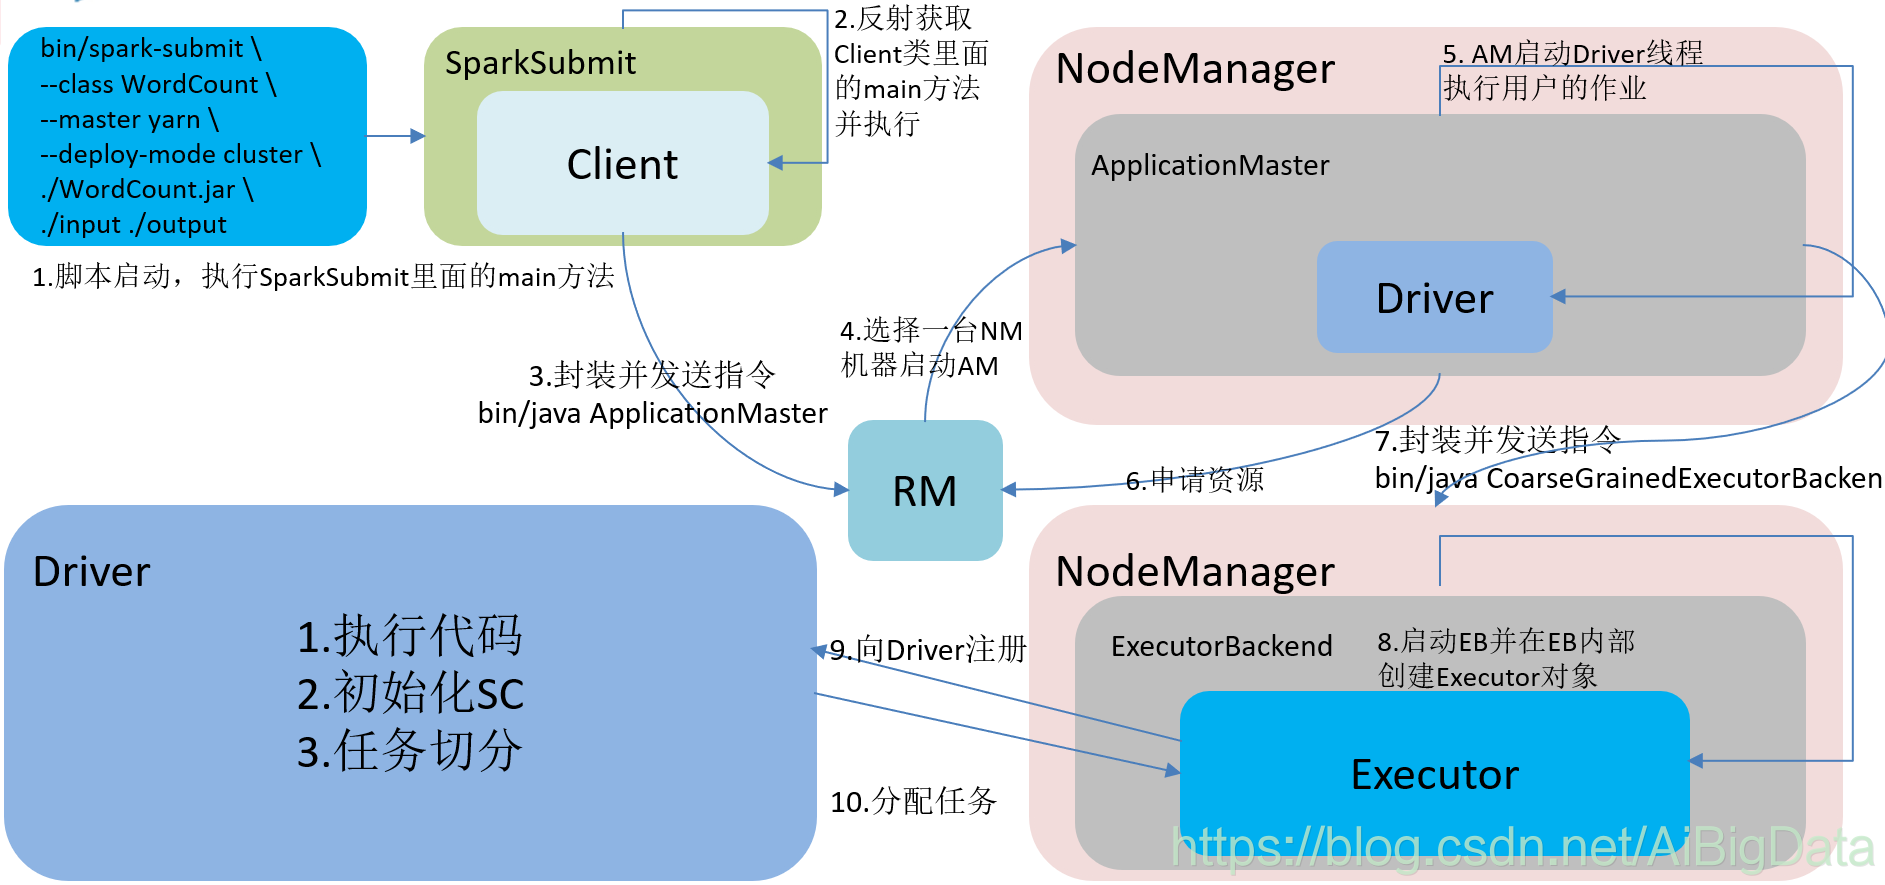 bin/spark-submit \
--class WordCount \
--master yarn \
--deploy-mode cluster \
./WordCount.jar \
./input ./output
1.脚本启动，执行SparkSubmit里面的main方法
SparkSubmit
Client
2.反射获取
Client类里面
的main方法
并执行
3.封装并发送指令
bin/java ApplicationMaster
4.选择一台NM
机器启动AM
RM
NodeManager
5. AM启动Driver线程
执行用户的作业
ApplicationMaster
Driver
6.申请资源
7.封装并发送指令
bin/java CoarseGrainedExecutorBacken
NodeManager
ExecutorBackend
8.启动EB并在EB内部
创建Executor对象
Executor
9.向Driver注册
10.分配任务
Driver
1.执行代码
2.初始化SC
3.任务切分
https://blog.csdn.net/AiBigData